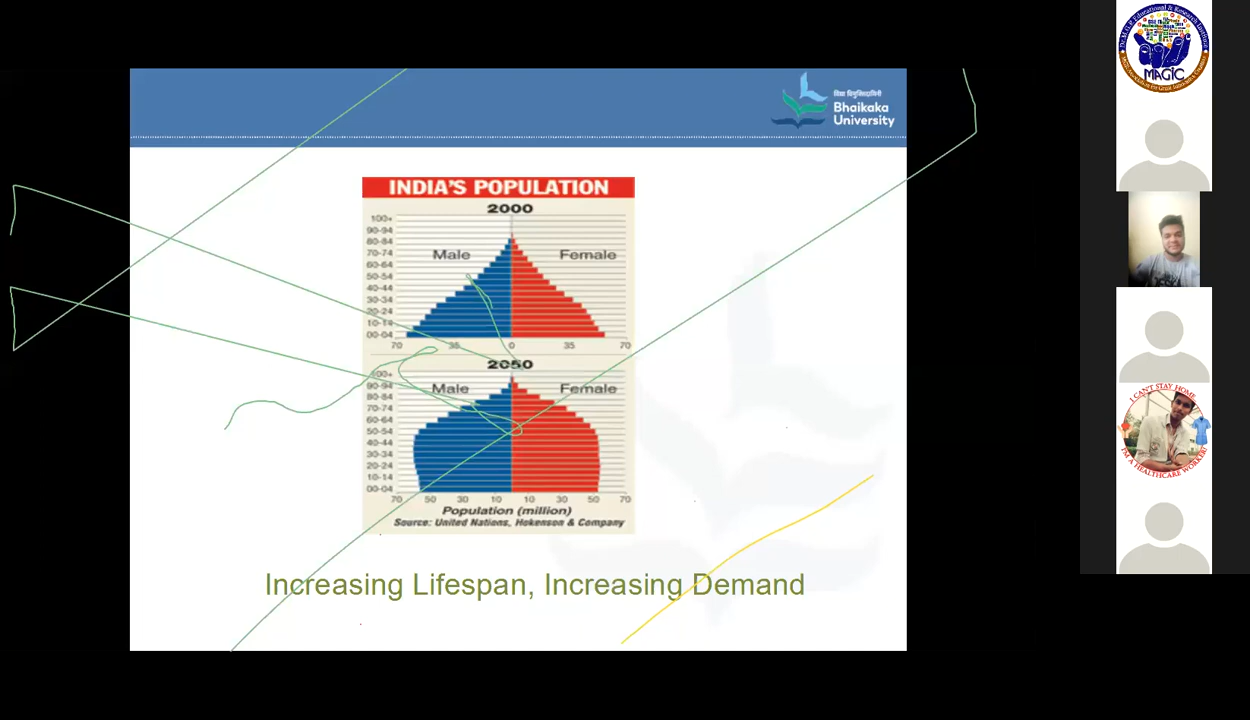 विद्या विमुक्तिदायिनी
Bhaikaka
University
INDIA'S POPULATION
2000
100+
90-94
80-84
70-74
60-64
50-54
40-44
30-34
20-24
10-14
00-04
Male
Female
70 35 0 35 70
2050
100+
90-94
80-84
70-74
60-64
50-54
40-44
30-34
20-24
10-14
00-04
Male
Female
70 50 30 10 10 30 50 70
Population (million)
Source: United Nations, Hokenson & Company
Increasing Lifespan, Increasing Demand
MAGIC
I CAN'T STAY HOME
I'M A HEALTHCARE WORKER!